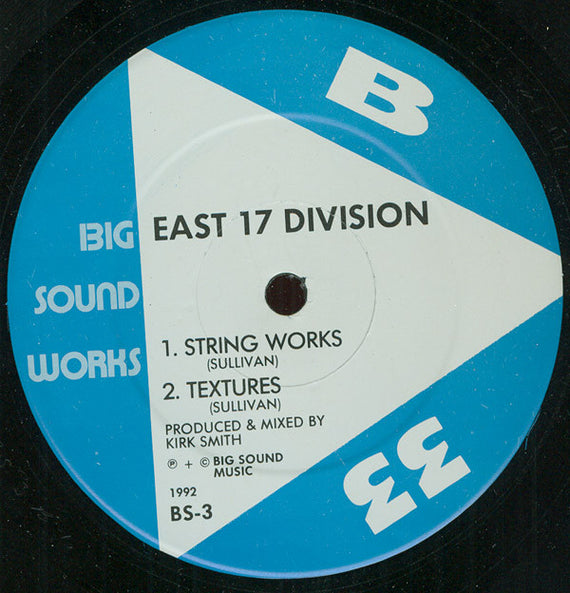 B
BIG
SOUND
WORKS
EAST 17 DIVISION
1. STRING WORKS
(SULLIVAN)
2. TEXTURES
(SULLIVAN)
PRODUCED & MIXED BY
KIRK SMITH
℗ + © BIG SOUND
MUSIC
1992
BS-3
33